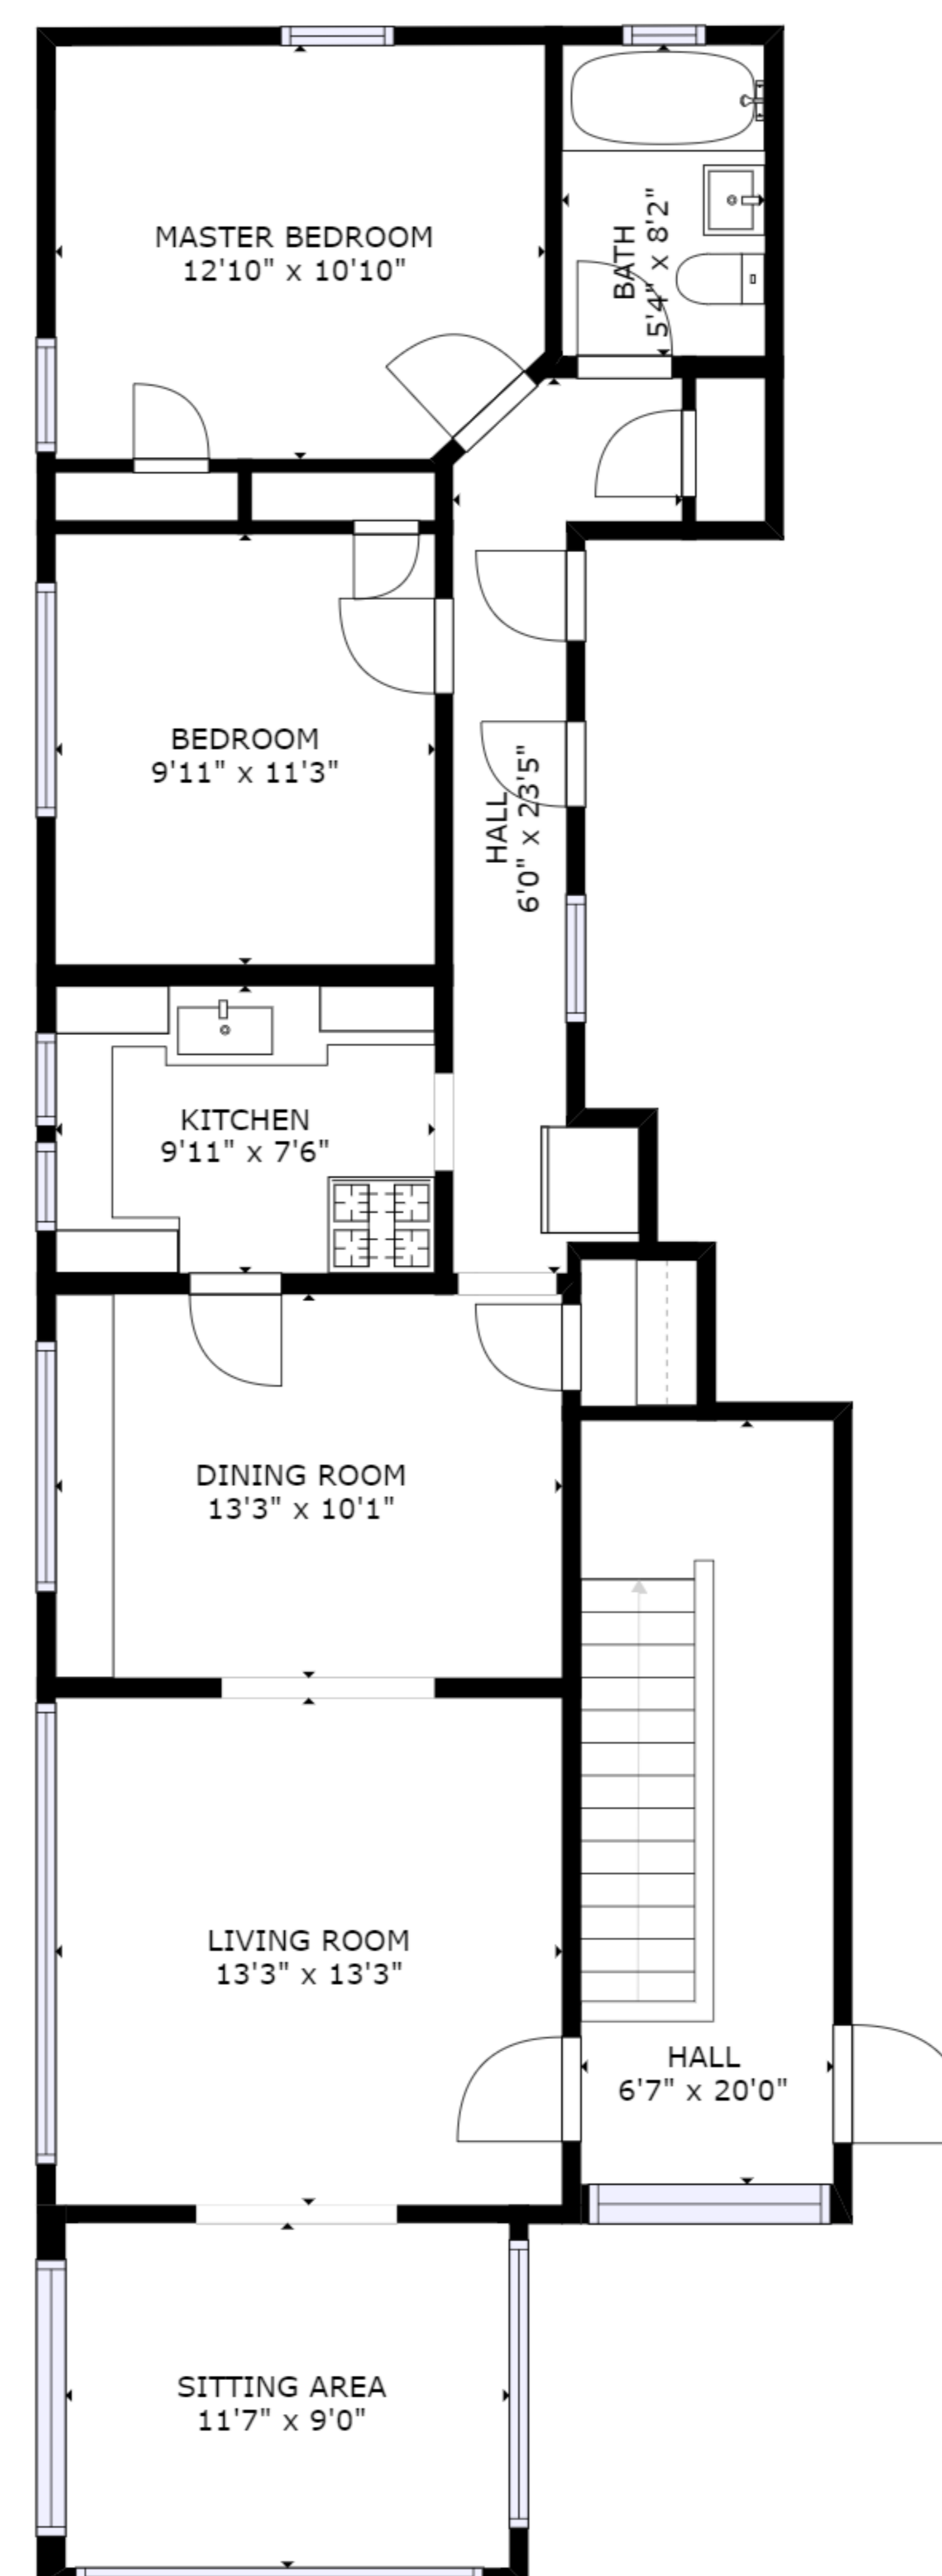 MASTER BEDROOM
12'10" x 10'10"
BATH
5'4" x 8'2"
BEDROOM
9'11" x 11'3"
HALL
6'0" x 23'5"
KITCHEN
9'11" x 7'6"
DINING ROOM
13'3" x 10'1"
LIVING ROOM
13'3" x 13'3"
HALL
6'7" x 20'0"
SITTING AREA
11'7" x 9'0"